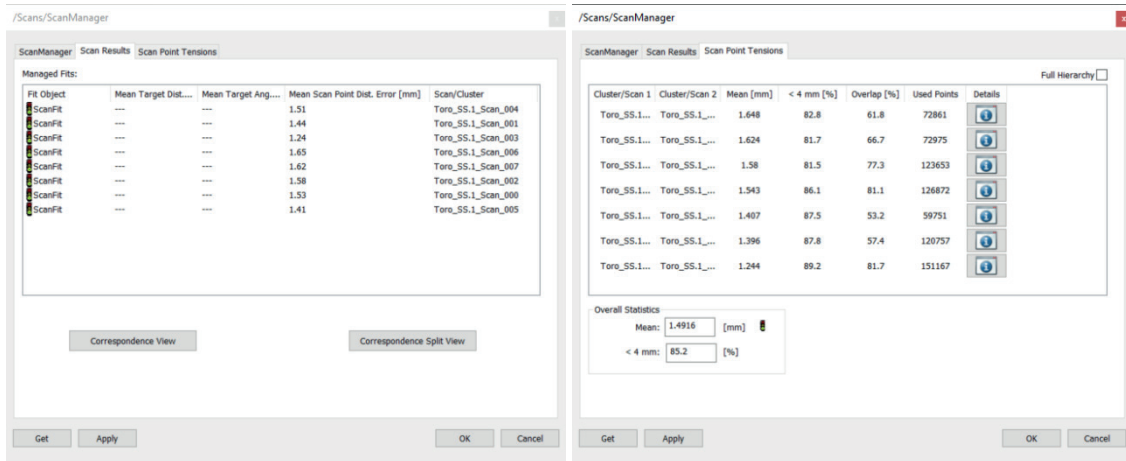 /Scans/ScanManager
ScanManager Scan Results Scan Point Tensions
Managed Fits:
Fit Object Mean Target Dist.... Mean Target Ang.... Mean Scan Point Dist. Error [mm] Scan/Cluster
ScanFit --- --- 1.51 Toro_SS.1_Scan_004
ScanFit --- --- 1.44 Toro_SS.1_Scan_001
ScanFit --- --- 1.24 Toro_SS.1_Scan_003
ScanFit --- --- 1.65 Toro_SS.1_Scan_006
ScanFit --- --- 1.62 Toro_SS.1_Scan_007
ScanFit --- --- 1.58 Toro_SS.1_Scan_002
ScanFit --- --- 1.53 Toro_SS.1_Scan_000
ScanFit --- --- 1.41 Toro_SS.1_Scan_005
Correspondence View Correspondence Split View
Get Apply OK Cancel
/Scans/ScanManager
x
ScanManager Scan Results Scan Point Tensions
Full Hierarchy
Cluster/Scan 1 Cluster/Scan 2 Mean [mm] < 4 mm [%] Overlap [%] Used Points Details
Toro_SS.1... Toro_SS.1_... 1.648 82.8 61.8 72861
Toro_SS.1... Toro_SS.1_... 1.624 81.7 66.7 72975
Toro_SS.1... Toro_SS.1_... 1.58 81.5 77.3 123653
Toro_SS.1... Toro_SS.1_... 1.543 86.1 81.1 126872
Toro_SS.1... Toro_SS.1_... 1.407 87.5 53.2 59751
Toro_SS.1... Toro_SS.1_... 1.396 87.8 57.4 120757
Toro_SS.1... Toro_SS.1_... 1.244 89.2 81.7 151167
Overall Statistics
Mean: 1.4916 [mm]
< 4 mm: 85.2 [%]
Get Apply OK Cancel